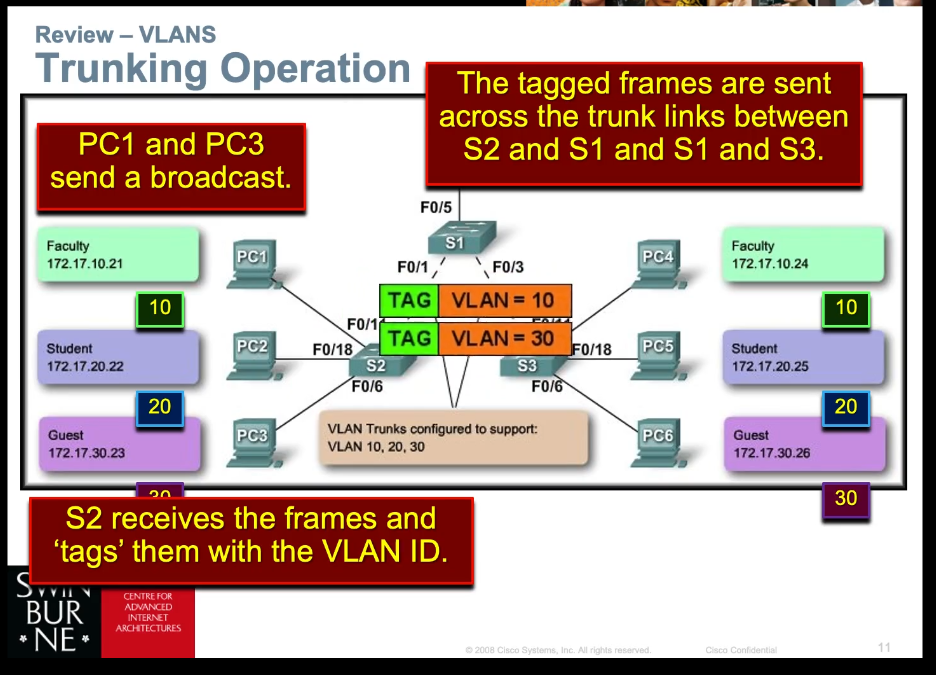 Review – VLANS
Trunking Operation
The tagged frames are sent
across the trunk links between
S2 and S1 and S1 and S3.
PC1 and PC3
send a broadcast.
F0/5
S1
F0/1
F0/3
Faculty
172.17.10.21
10
PC1
PC4
Faculty
172.17.10.24
10
TAG VLAN = 10
TAG VLAN = 30
F0/11
F0/11
Student
172.17.20.22
20
PC2
F0/18
S2
F0/6
S3
F0/18
F0/6
PC5
Student
172.17.20.25
20
Guest
172.17.30.23
30
PC3
VLAN Trunks configured to support:
VLAN 10, 20, 30
PC6
Guest
172.17.30.26
30
S2 receives the frames and
‘tags’ them with the VLAN ID.
SWIN
BUR
* NE *
CENTRE FOR
ADVANCED
INTERNET
ARCHITECTURES
© 2008 Cisco Systems, Inc. All rights reserved.
Cisco Confidential
11